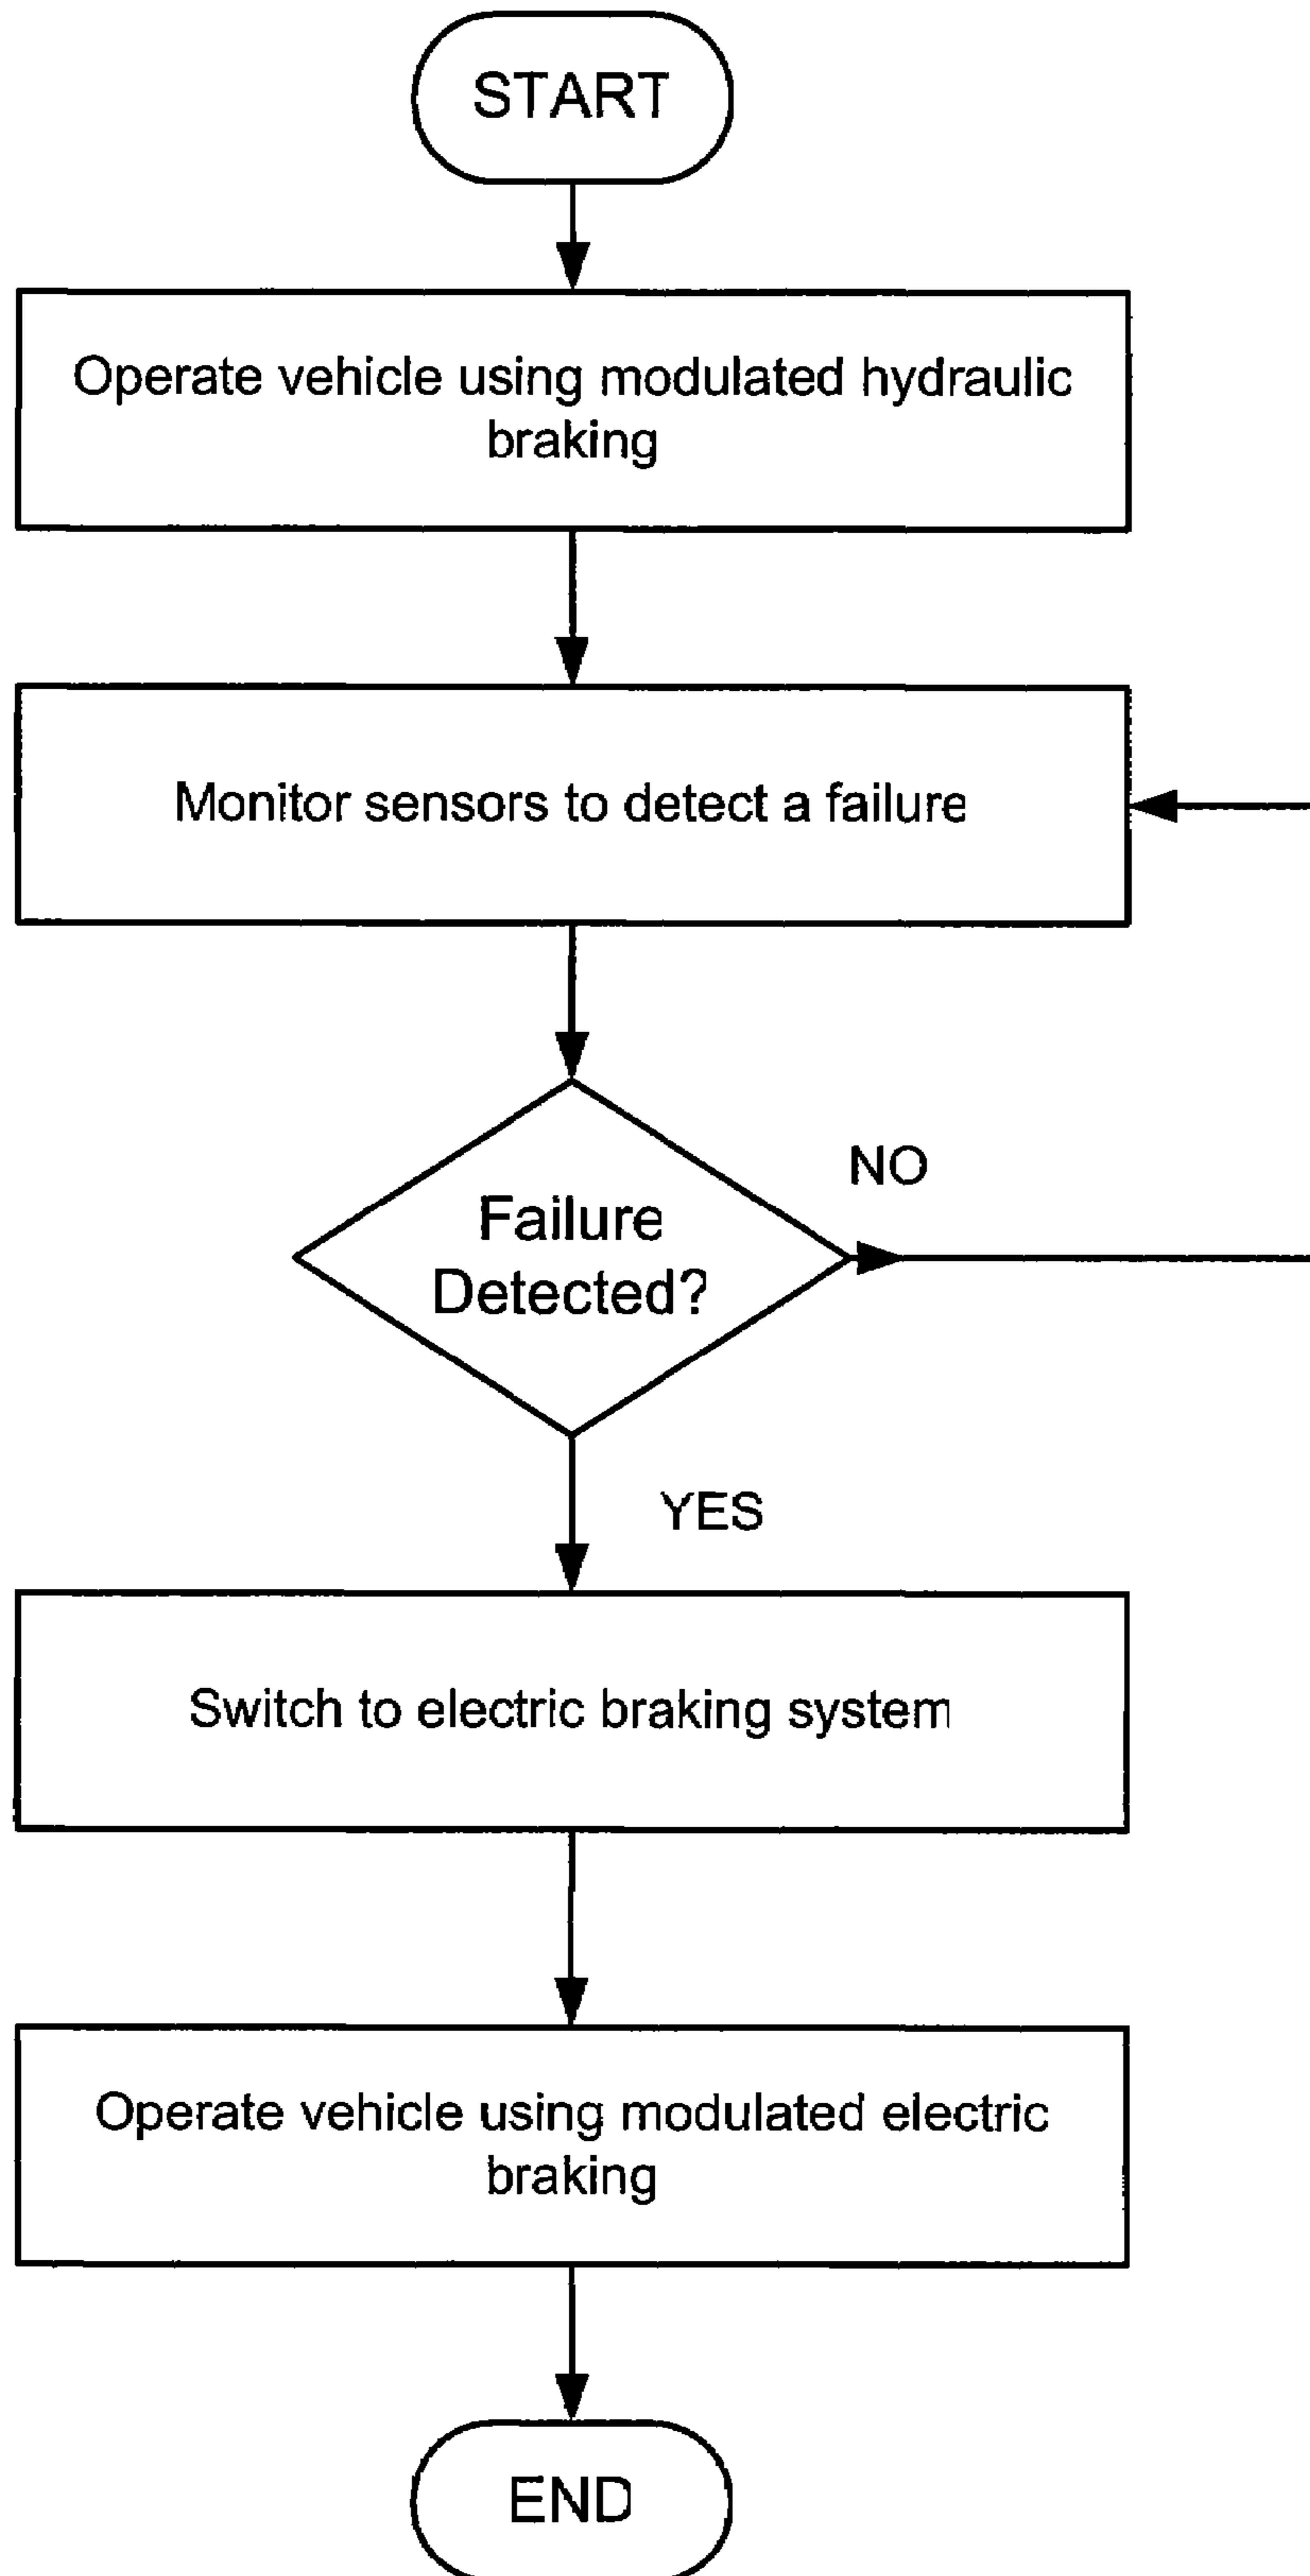 START
Operate vehicle using modulated hydraulic
braking
Monitor sensors to detect a failure
NO
Failure
Detected?
YES
Switch to electric braking system
Operate vehicle using modulated electric
braking
END